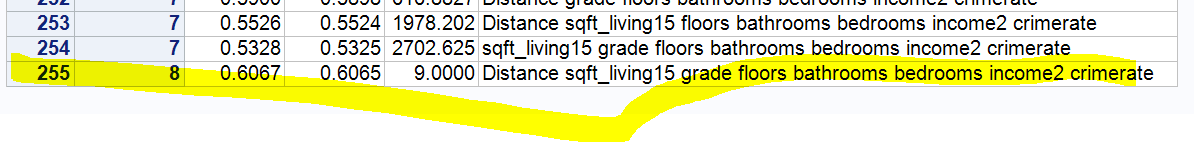 253 7 0.5526 0.5524 1978.202 Distance sqft_living15 floors bathrooms bedrooms income2 crimerate
254 7 0.5328 0.5325 2702.625 sqft_living15 grade floors bathrooms bedrooms income2 crimerate
255 8 0.6067 0.6065 9.0000 Distance sqft_living15 grade floors bathrooms bedrooms income2 crimerate